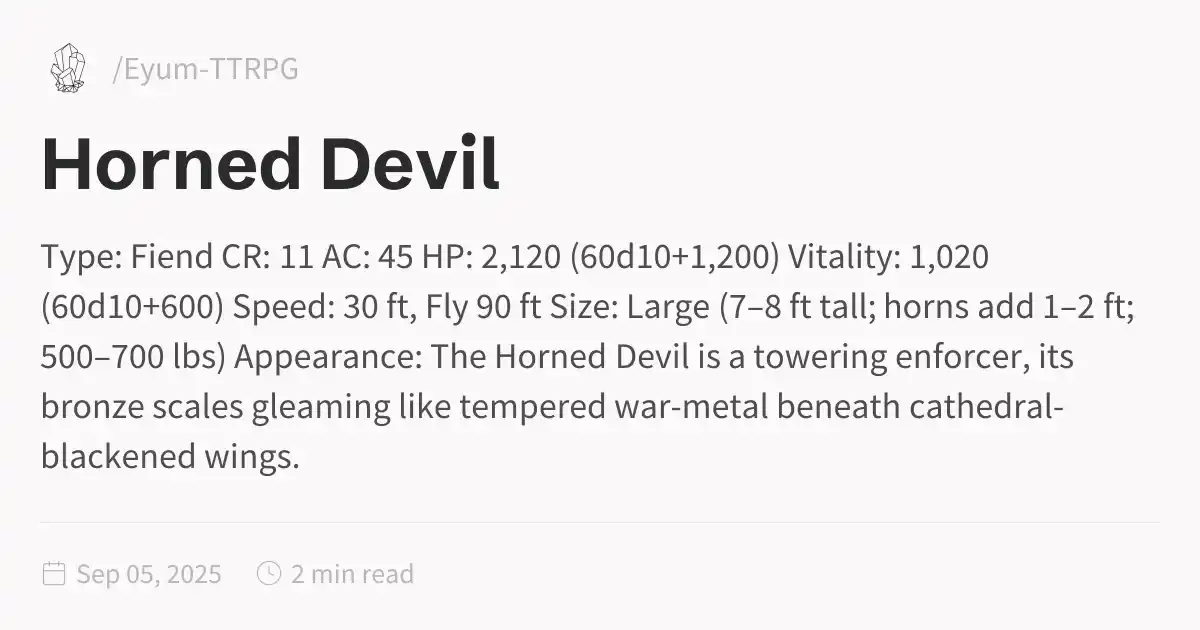 /Eyum-TTRPG
Horned Devil
Type: Fiend CR: 11 AC: 45 HP: 2,120 (60d10+1,200) Vitality: 1,020
(60d10+600) Speed: 30 ft, Fly 90 ft Size: Large (7–8 ft tall; horns add 1–2 ft;
500–700 lbs) Appearance: The Horned Devil is a towering enforcer, its
bronze scales gleaming like tempered war-metal beneath cathedral-
blackened wings.
Sep 05, 2025 2 min read